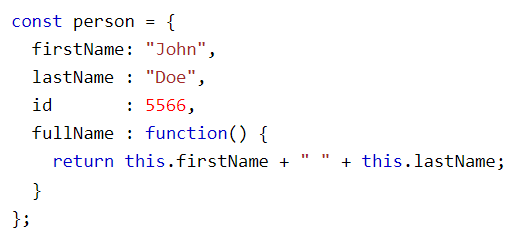 const person = {
  firstName: "John",
  lastName : "Doe",
  id       : 5566,
  fullName : function() {
    return this.firstName + " " + this.lastName;
  }
};